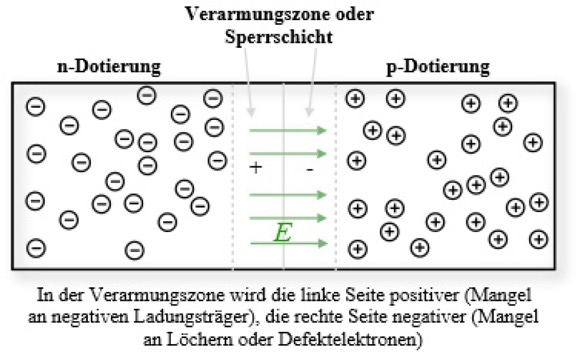 Verarmungszone oder
Sperrschicht
n-Dotierung
p-Dotierung
+ -
E
In der Verarmungszone wird die linke Seite positiver (Mangel
an negativen Ladungsträger), die rechte Seite negativer (Mangel
an Löchern oder Defektelektronen)